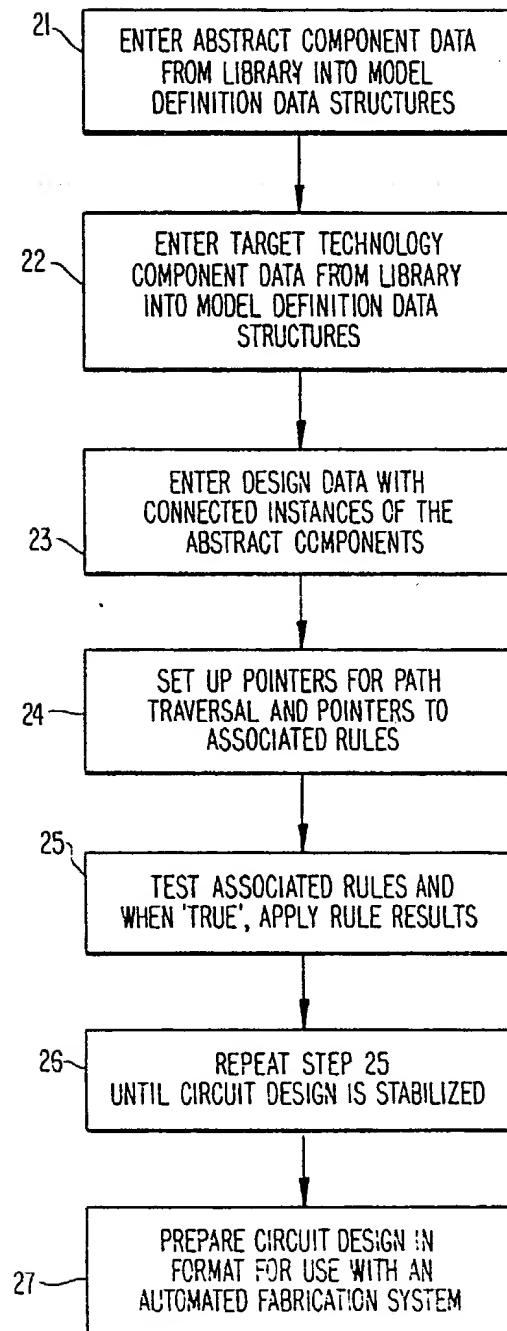 21
ENTER ABSTRACT COMPONENT DATA
FROM LIBRARY INTO MODEL
DEFINITION DATA STRUCTURES
22
ENTER TARGET TECHNOLOGY
COMPONENT DATA FROM LIBRARY
INTO MODEL DEFINITION DATA
STRUCTURES
23
ENTER DESIGN DATA WITH
CONNECTED INSTANCES OF THE
ABSTRACT COMPONENTS
24
SET UP POINTERS FOR PATH
TRAVERSAL AND POINTERS TO
ASSOCIATED RULES
25
TEST ASSOCIATED RULES AND
WHEN 'TRUE', APPLY RULE RESULTS
26
REPEAT STEP 25
UNTIL CIRCUIT DESIGN IS STABILIZED
27
PREPARE CIRCUIT DESIGN IN
FORMAT FOR USE WITH AN
AUTOMATED FABRICATION SYSTEM